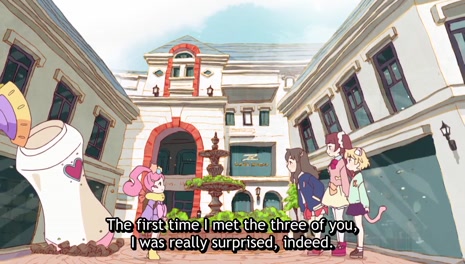 The first time I met the three of you,
I was really surprised, indeed.